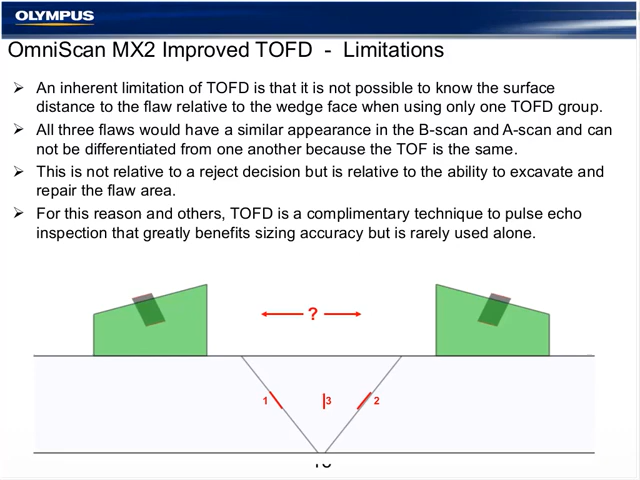 OLYMPUS
OmniScan MX2 Improved TOFD - Limitations
An inherent limitation of TOFD is that it is not possible to know the surface
distance to the flaw relative to the wedge face when using only one TOFD group.
All three flaws would have a similar appearance in the B-scan and A-scan and can
not be differentiated from one another because the TOF is the same.
This is not relative to a reject decision but is relative to the ability to excavate and
repair the flaw area.
For this reason and others, TOFD is a complimentary technique to pulse echo
inspection that greatly benefits sizing accuracy but is rarely used alone.
?
1
3
2